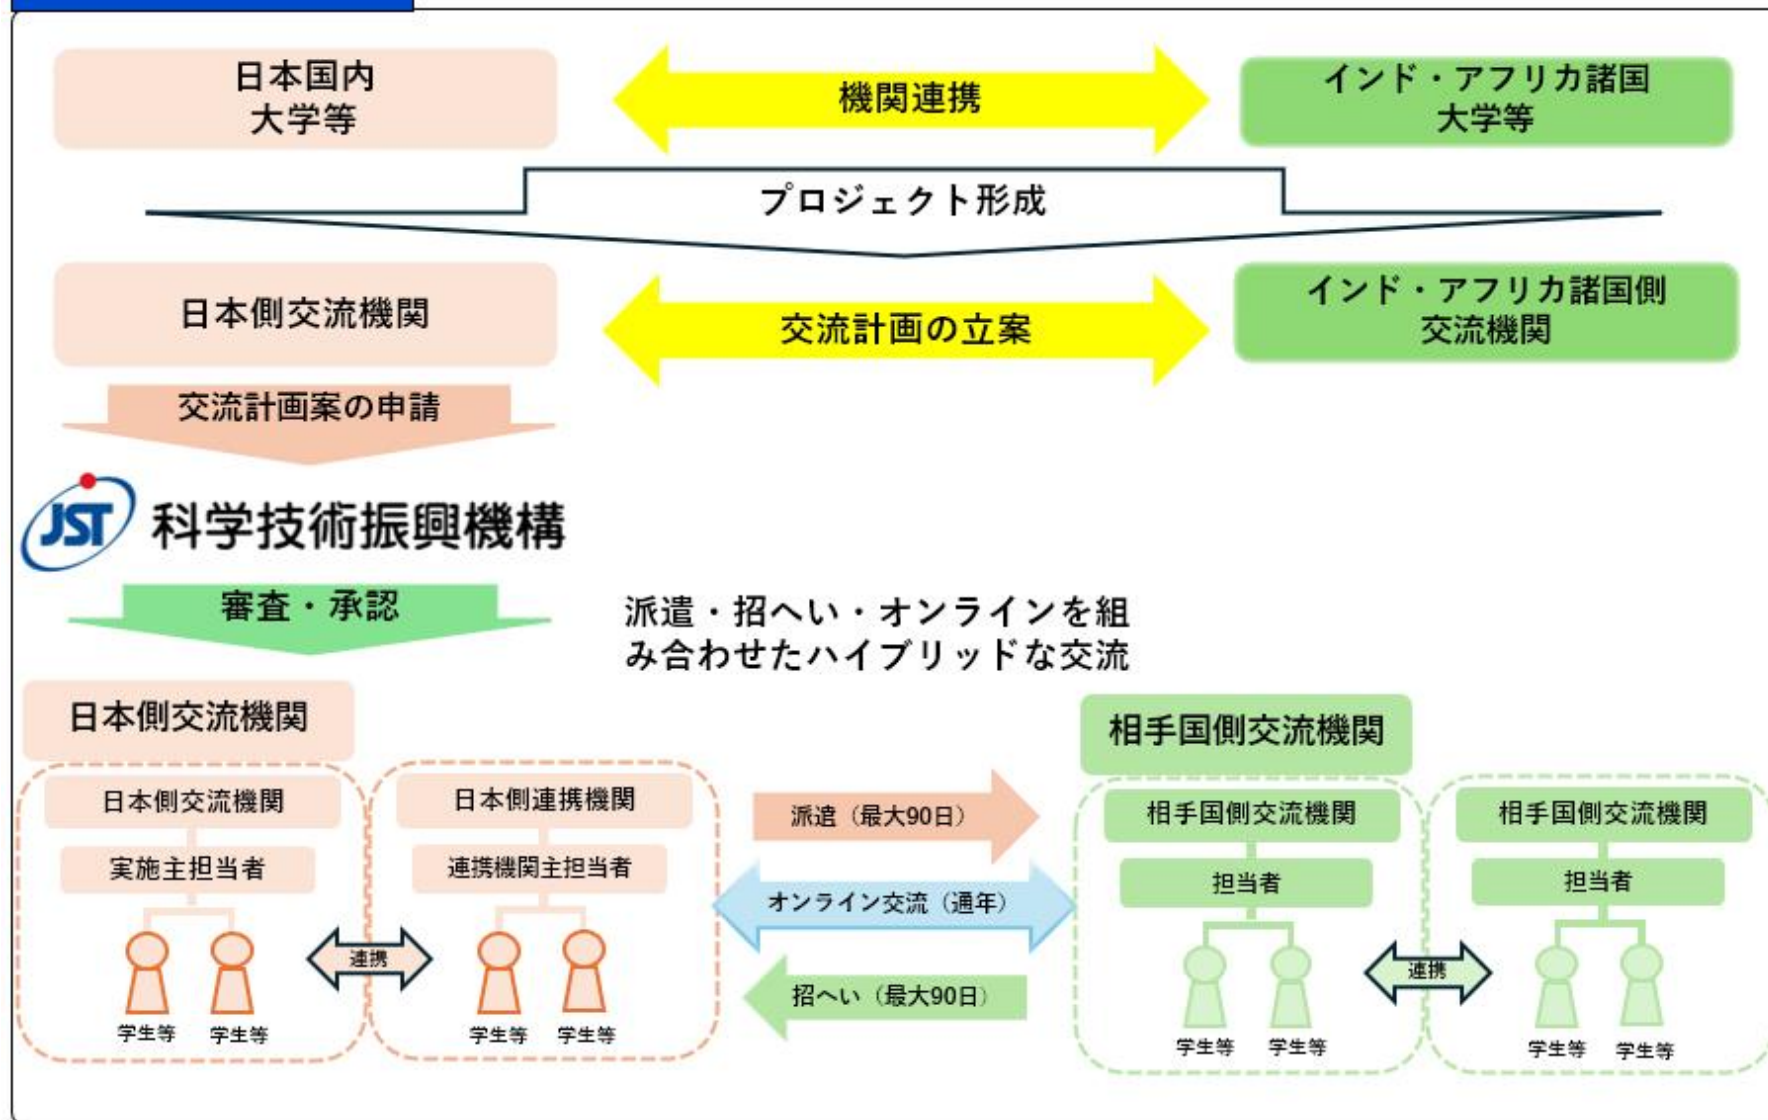 日本国内
大学等
機関連携
インド・アフリカ諸国
大学等
プロジェクト形成
日本側交流機関
交流計画の立案
インド・アフリカ諸国側
交流機関
交流計画案の申請
JST 科学技術振興機構
審査・承認
派遣・招へい・オンラインを組
み合わせたハイブリッドな交流
日本側交流機関
日本側交流機関
実施主担当者
学生等
学生等
連携
日本側連携機関
連携機関主担当者
学生等
学生等
派遣（最大90日）
オンライン交流（通年）
招へい（最大90日）
相手国側交流機関
相手国側交流機関
担当者
学生等
学生等
連携
相手国側交流機関
担当者
学生等
学生等